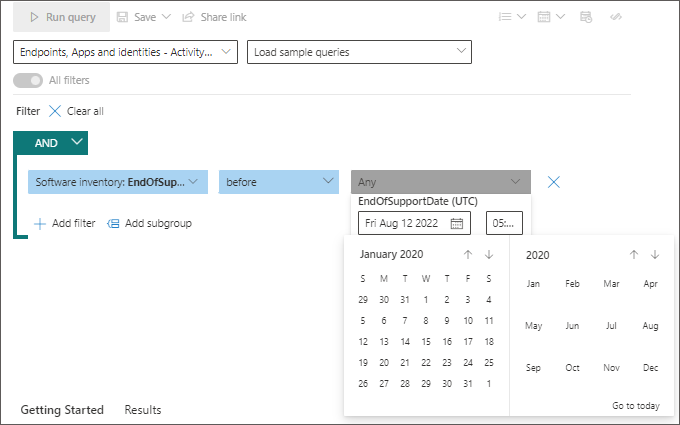 Run query Save Share link
Endpoints, Apps and identities - Activity... Load sample queries
All filters
Filter Clear all
AND
Software inventory: EndOfSup... before Any
EndOfSupportDate (UTC)
Fri Aug 12 2022 05:...
Add filter Add subgroup
January 2020 2020
S M T W T F S
29 30 31 1 2 3 4
5 6 7 8 9 10 11
12 13 14 15 16 17 18
19 20 21 22 23 24 25
26 27 28 29 30 31 1
Jan Feb Mar Apr
May Jun Jul Aug
Sep Oct Nov Dec
Go to today
Getting Started Results